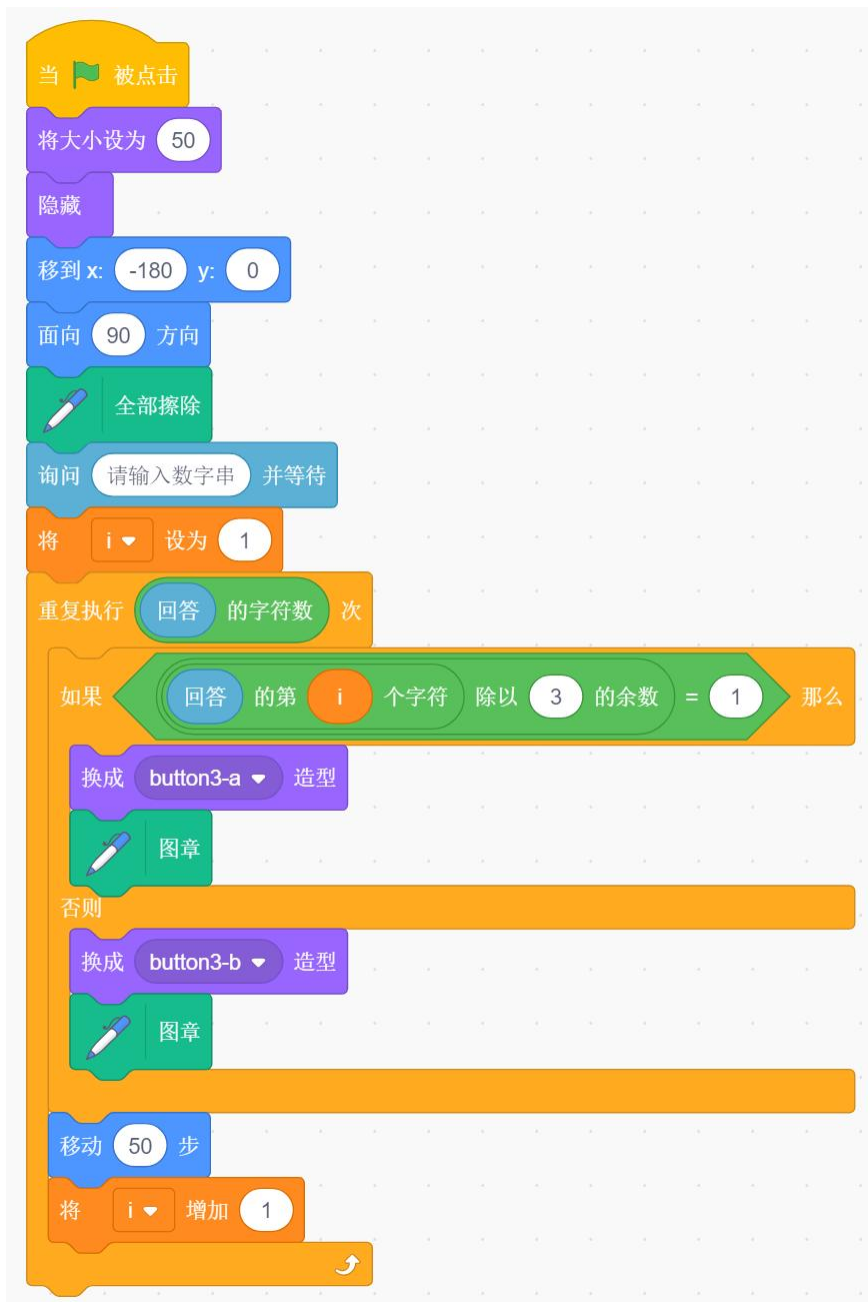 当 被点击
将大小设为 50
隐藏
移到 x: -180 y: 0
面向 90 方向
全部擦除
询问 请输入数字串 并等待
将 i 设为 1
重复执行 回答 的字符数 次
如果 回答 的第 i 个字符 除以 3 的余数 = 1 那么
换成 button3-a 造型
图章
否则
换成 button3-b 造型
图章
移动 50 步
将 i 增加 1